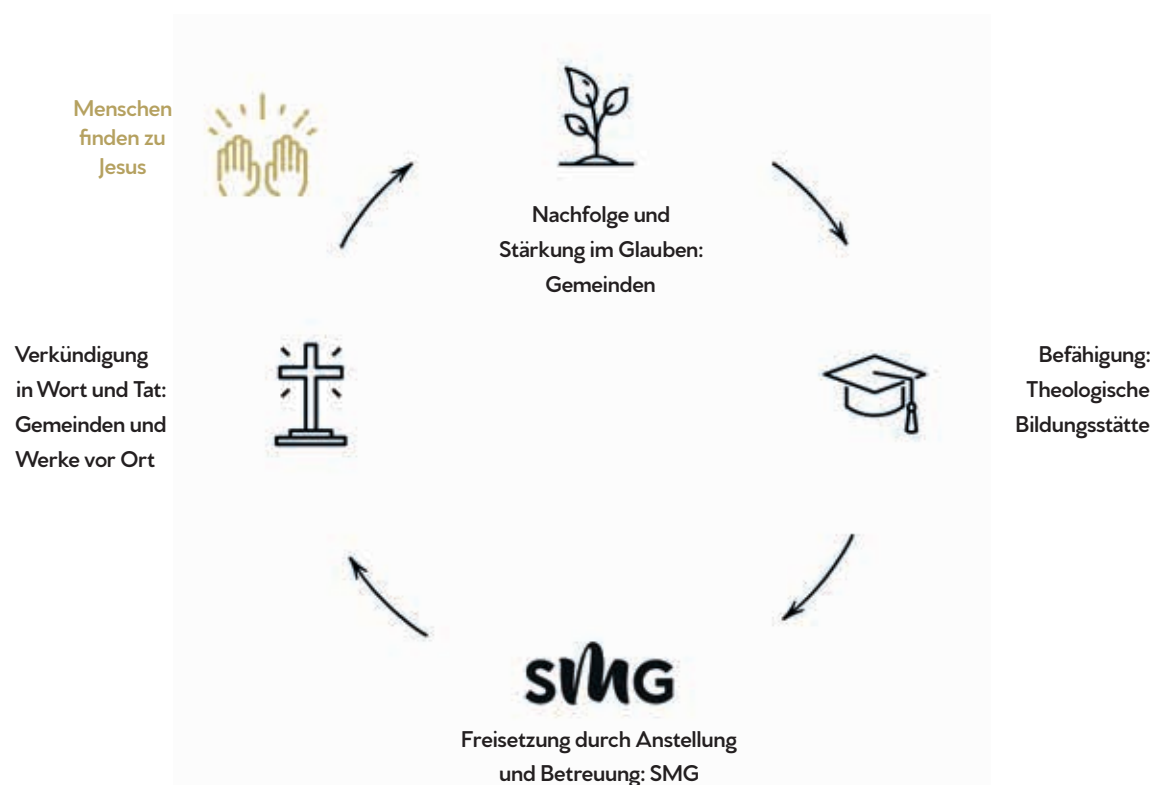 Menschen
finden zu
Jesus
Nachfolge und
Stärkung im Glauben:
Gemeinden
Verkündigung
in Wort und Tat:
Gemeinden und
Werke vor Ort
Befähigung:
Theologische
Bildungsstätte
SMG
Freisetzung durch Anstellung
und Betreuung: SMG